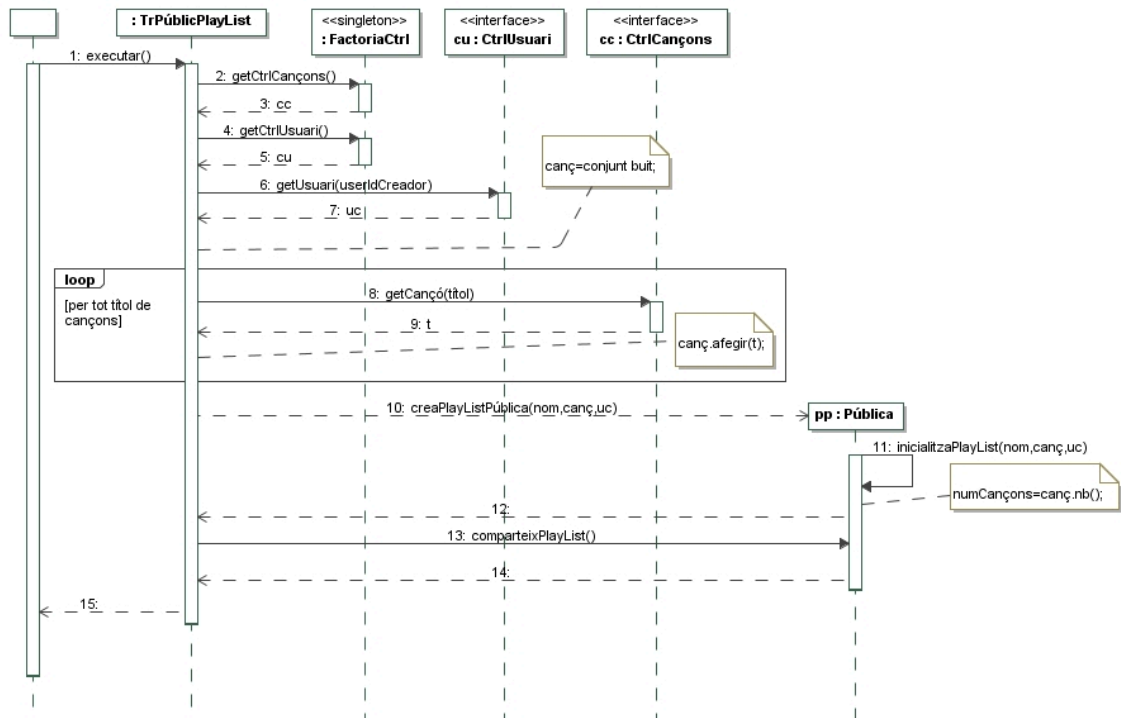 : TrPúblicPlayList
<<singleton>>
: FactoriaCtrl
<<interface>>
cu : CtrlUsuari
<<interface>>
cc : CtrlCançons
1: executar()
2: getCtrlCançons()
3: cc
4: getCtrlUsuari()
5: cu
canç=conjunt buit;
6: getUsuari(userIdCreador)
7: uc
loop
[per tot títol de
cançons]
8: getCançó(títol)
9: t
canç.afegir(t);
10: creaPlayListPública(nom,canç,uc)
pp : Pública
11: inicialitzaPlayList(nom,canç,uc)
numCançons=canç.nb();
12:
13: comparteixPlayList()
14:
15: